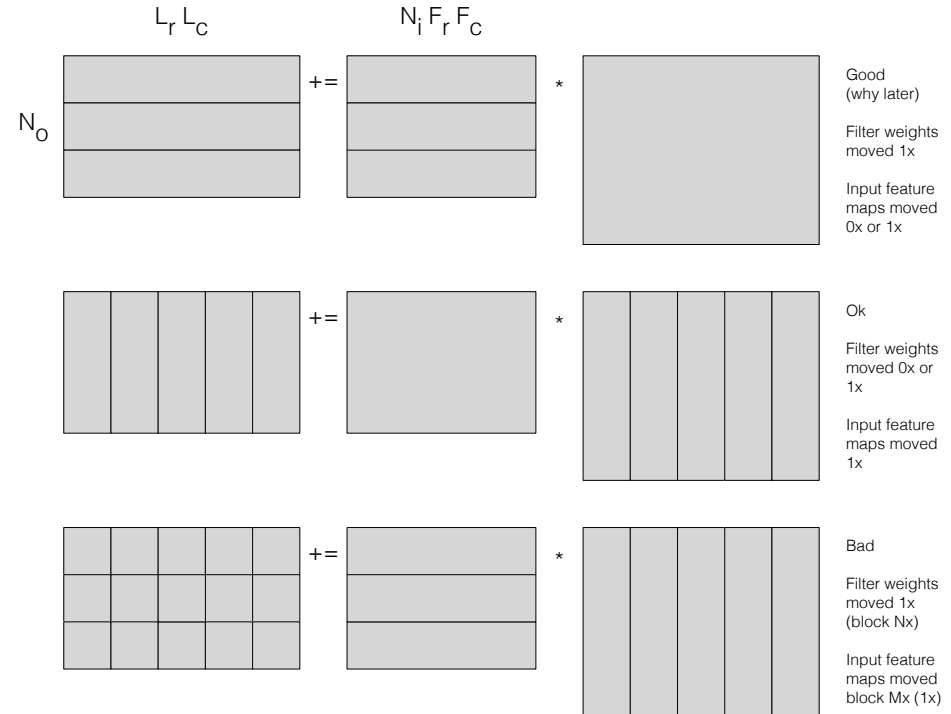 L_r L_c
N_i F_r F_c
N_o
+=
*
Good
(why later)
Filter weights
moved 1x
Input feature
maps moved
0x or 1x
+=
*
Ok
Filter weights
moved 0x or
1x
Input feature
maps moved
1x
+=
*
Bad
Filter weights
moved 1x
(block Nx)
Input feature
maps moved
block Mx (1x)